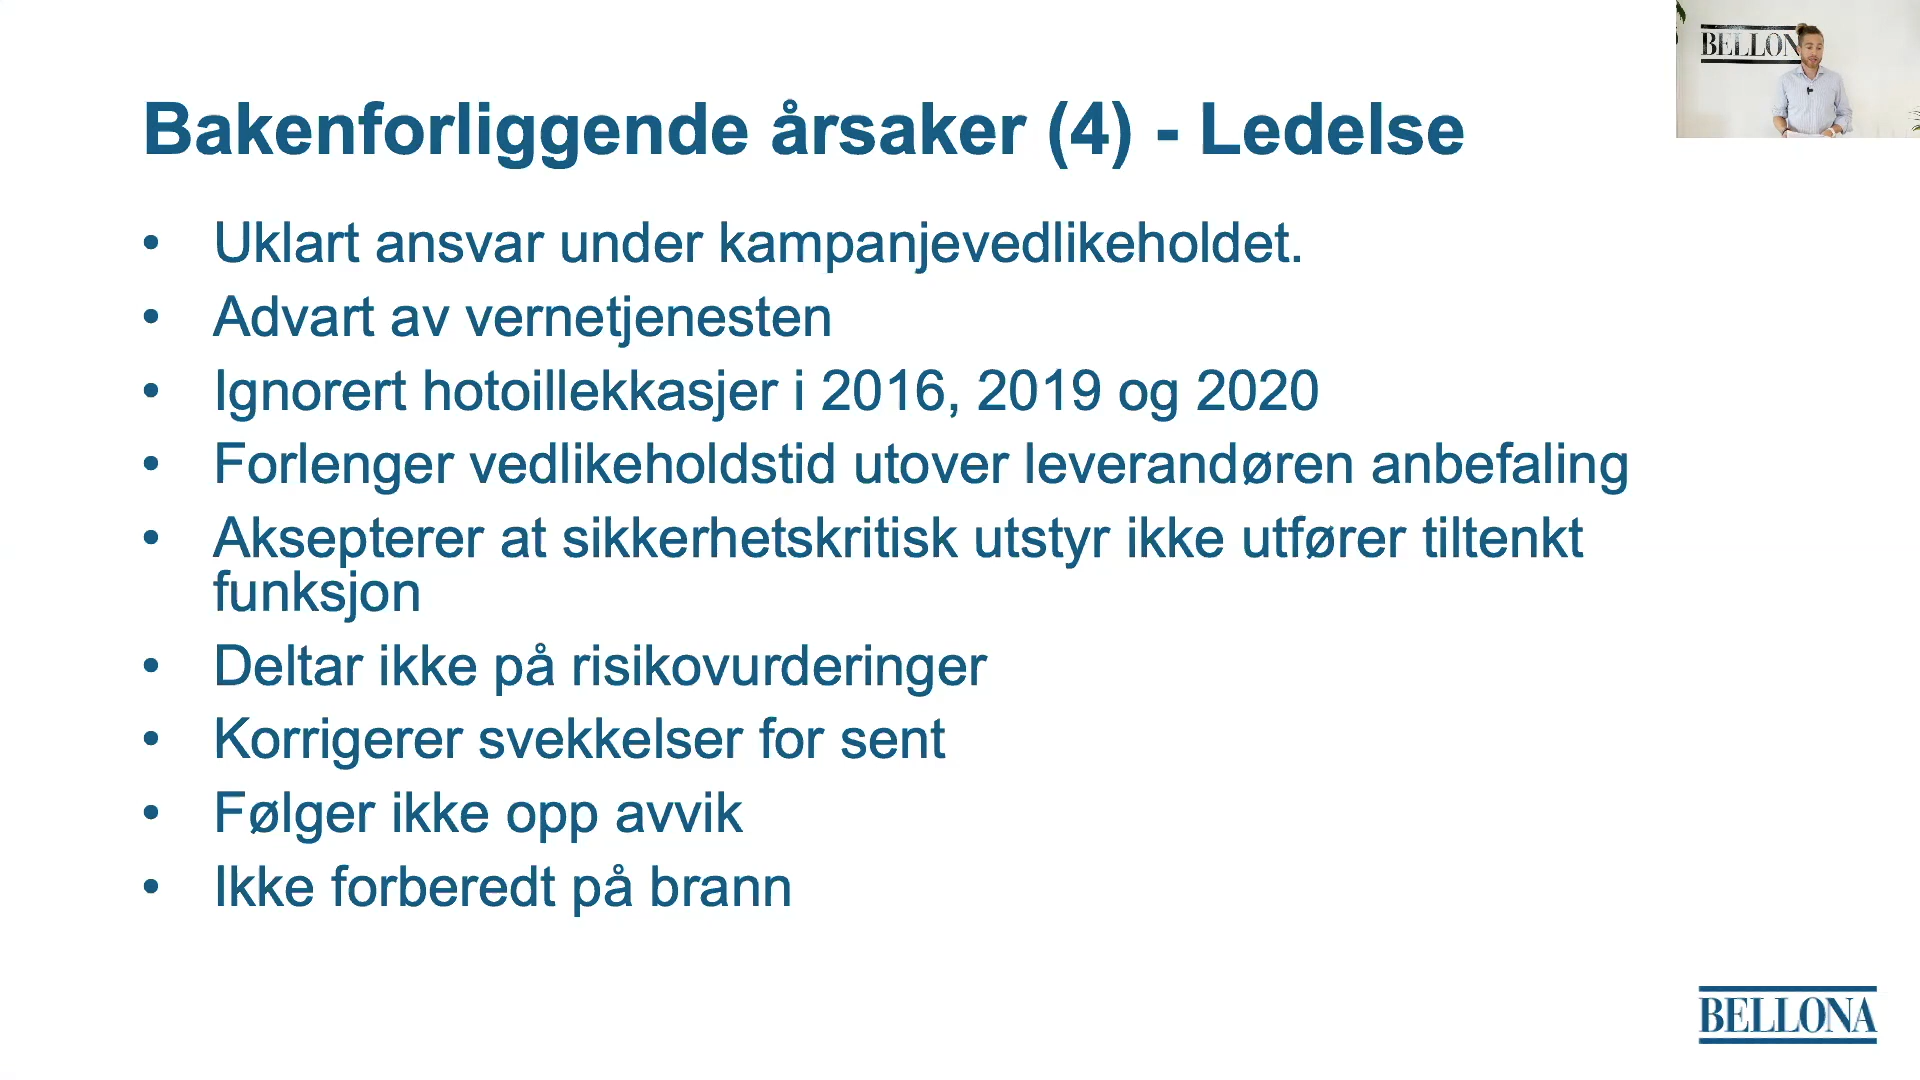 BELLON
Bakenforliggende årsaker (4) - Ledelse
• Uklart ansvar under kampanjevedlikeholdet.
• Advart av vernetjenesten
• Ignorert hotoillekkasjer i 2016, 2019 og 2020
• Forlenger vedlikeholdstid utover leverandøren anbefaling
• Aksepterer at sikkerhetskritisk utstyr ikke utfører tiltenkt
funksjon
• Deltar ikke på risikovurderinger
• Korrigerer svekkelser for sent
• Følger ikke opp avvik
• Ikke forberedt på brann
BELLONA